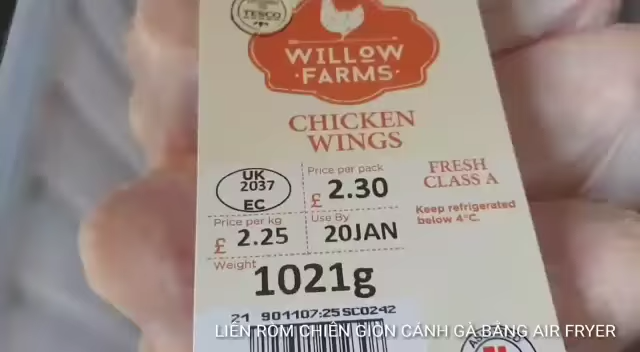 TESCO
WILLOW
·FARMS·
CHICKEN
WINGS
UK
2037
EC
Price per pack
£ 2.30
FRESH
CLASS A
Keep refrigerated
below 4°C.
Price per kg
£ 2.25
Use By
20JAN
Weight
1021g
21 901107:25 SC0242
LIÊN ROM CHIÊN GIÒN CÁNH GÀ BẰNG AIR FRYER